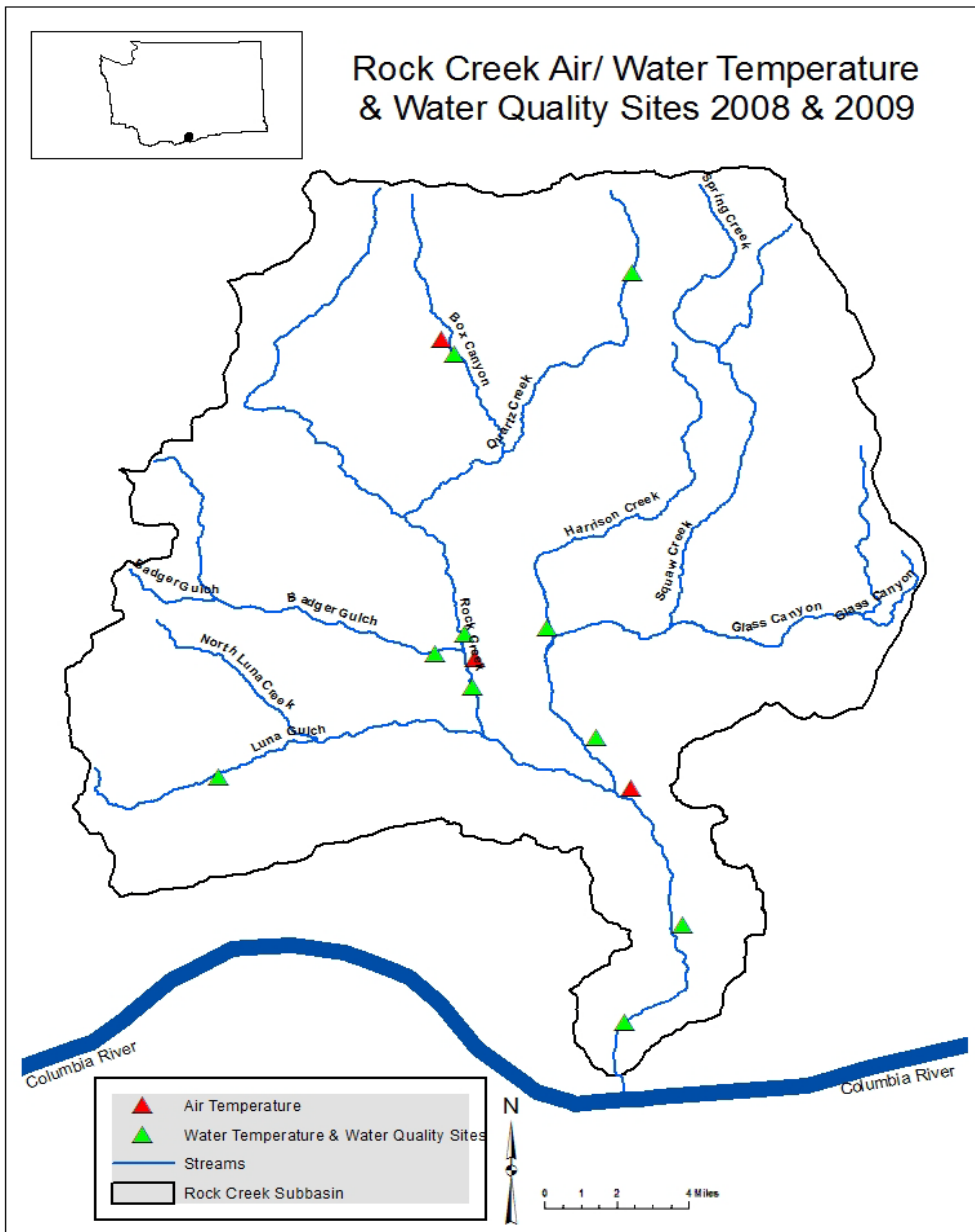 Rock Creek Air/ Water Temperature
& Water Quality Sites 2008 & 2009
Spring Creek
Box Canyon
Quartz Creek
Harrison Creek
Squaw Creek
Badger Gulch
Badger Gulch
Rock Creek
Glass Canyon
Glass Canyon
North Luna Creek
Luna Gulch
Columbia River
Columbia River
Air Temperature
Water Temperature & Water Quality Sites
Streams
Rock Creek Subbasin
N
0 1 2 4 Miles